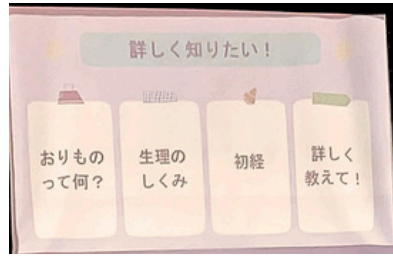 詳しく知りたい！
おりもの
って何？
生理の
しくみ
初経
詳しく
教えて！